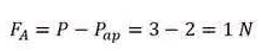 F_A = P − P_ap = 3 − 2 = 1 N